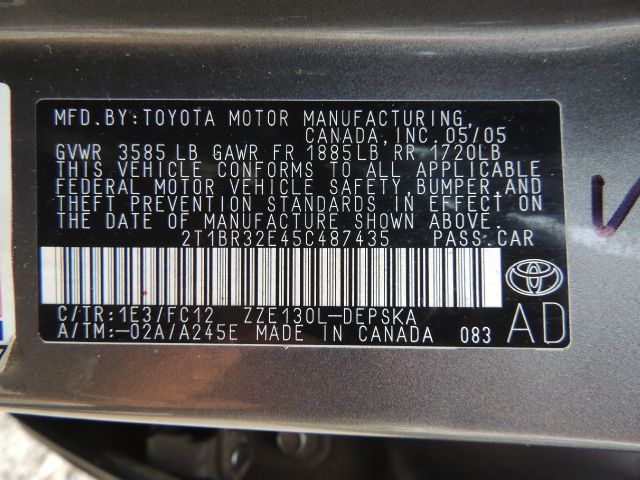 MFD. BY: TOYOTA MOTOR MANUFACTURING,
CANADA, INC. 05/05
GVWR 3585 LB GAWR FR 1885LB RR 1720LB
THIS VEHICLE CONFORMS TO ALL APPLICABLE
FEDERAL MOTOR VEHICLE SAFETY, BUMPER, AND
THEFT PREVENTION STANDARDS IN EFFECT ON
THE DATE OF MANUFACTURE SHOWN ABOVE.
2T1BR32E45C487435 PASS.CAR
C/TR: 1E3/FC12 ZZE130L-DEPSKA
A/TM: -02A/A245E MADE IN CANADA 083 AD